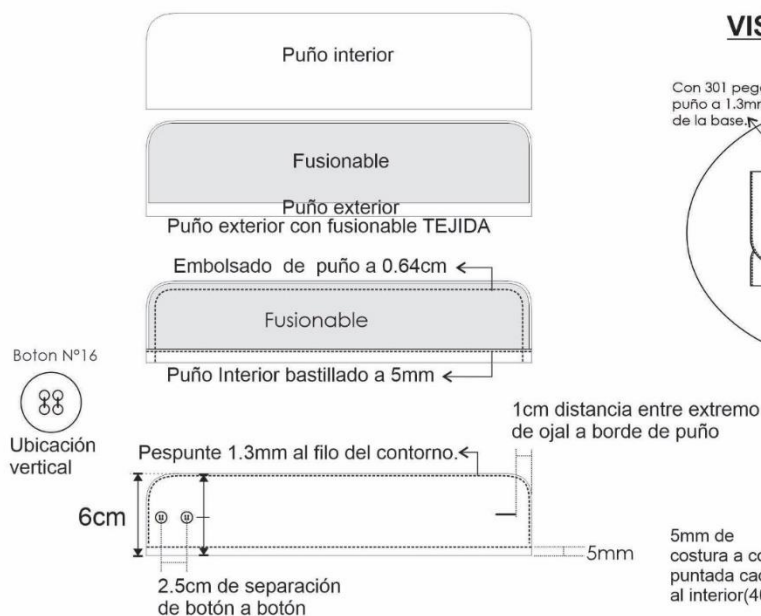 Puño interior
VIS
Con 301 peg
puño a 1.3m
de la base.
Fusionable
Puño exterior
Puño exterior con fusionable TEJIDA
Embolsado de puño a 0.64cm
Fusionable
Boton Nº16
Puño Interior bastillado a 5mm
Ubicación
vertical
1cm distancia entre extremo
de ojal a borde de puño
Pespunte 1.3mm al filo del contorno.
6cm
5mm
2.5cm de separación
de botón a botón
5mm de
costura a co
puntada cad
al interior(40